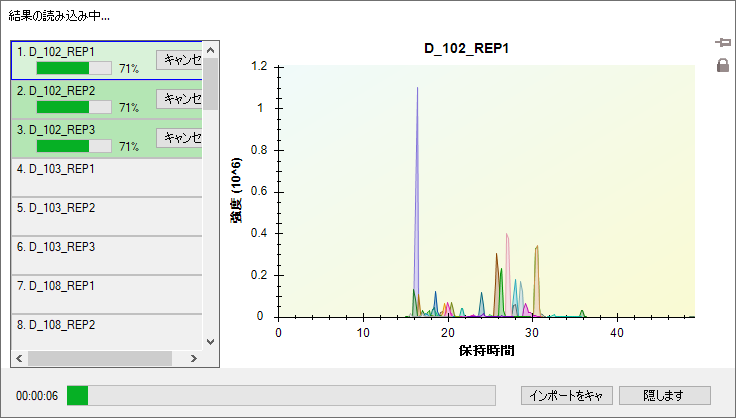 結果の読み込み中...
1. D_102_REP1
71%
キャンセ
2. D_102_REP2
71%
キャンセ
3. D_102_REP3
71%
キャンセ
4. D_103_REP1
5. D_103_REP2
6. D_103_REP3
7. D_108_REP1
8. D_108_REP2
D_102_REP1
強度 (10^6)
1.2
1
0.8
0.6
0.4
0.2
0
0 10 20 30 40
保持時間
00:00:06
インポートをキャ
隠します